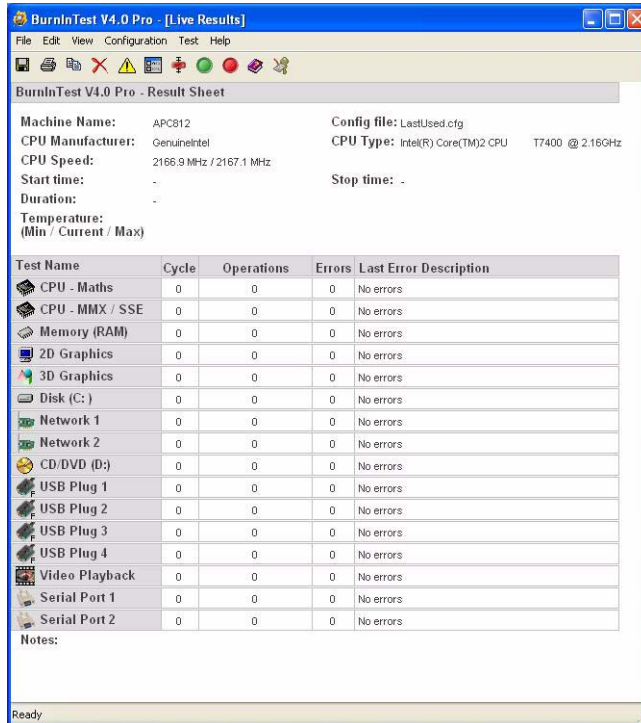 BurnInTest V4.0 Pro - [Live Results]
File Edit View Configuration Test Help
BurnInTest V4.0 Pro - Result Sheet
Machine Name: APC812 Config file: LastUsed.cfg
CPU Manufacturer: GenuineIntel CPU Type: Intel(R) Core(TM)2 CPU T7400 @ 2.16GHz
CPU Speed: 2166.9 MHz / 2167.1 MHz
Start time: - Stop time: -
Duration: -
Temperature:
(Min / Current / Max)
Test Name Cycle Operations Errors Last Error Description
CPU - Maths 0 0 0 No errors
CPU - MMX / SSE 0 0 0 No errors
Memory (RAM) 0 0 0 No errors
2D Graphics 0 0 0 No errors
3D Graphics 0 0 0 No errors
Disk (C: ) 0 0 0 No errors
Network 1 0 0 0 No errors
Network 2 0 0 0 No errors
CD/DVD (D:) 0 0 0 No errors
F USB Plug 1 0 0 0 No errors
F USB Plug 2 0 0 0 No errors
F USB Plug 3 0 0 0 No errors
F USB Plug 4 0 0 0 No errors
Video Playback 0 0 0 No errors
Serial Port 1 0 0 0 No errors
Serial Port 2 0 0 0 No errors
Notes:
Ready